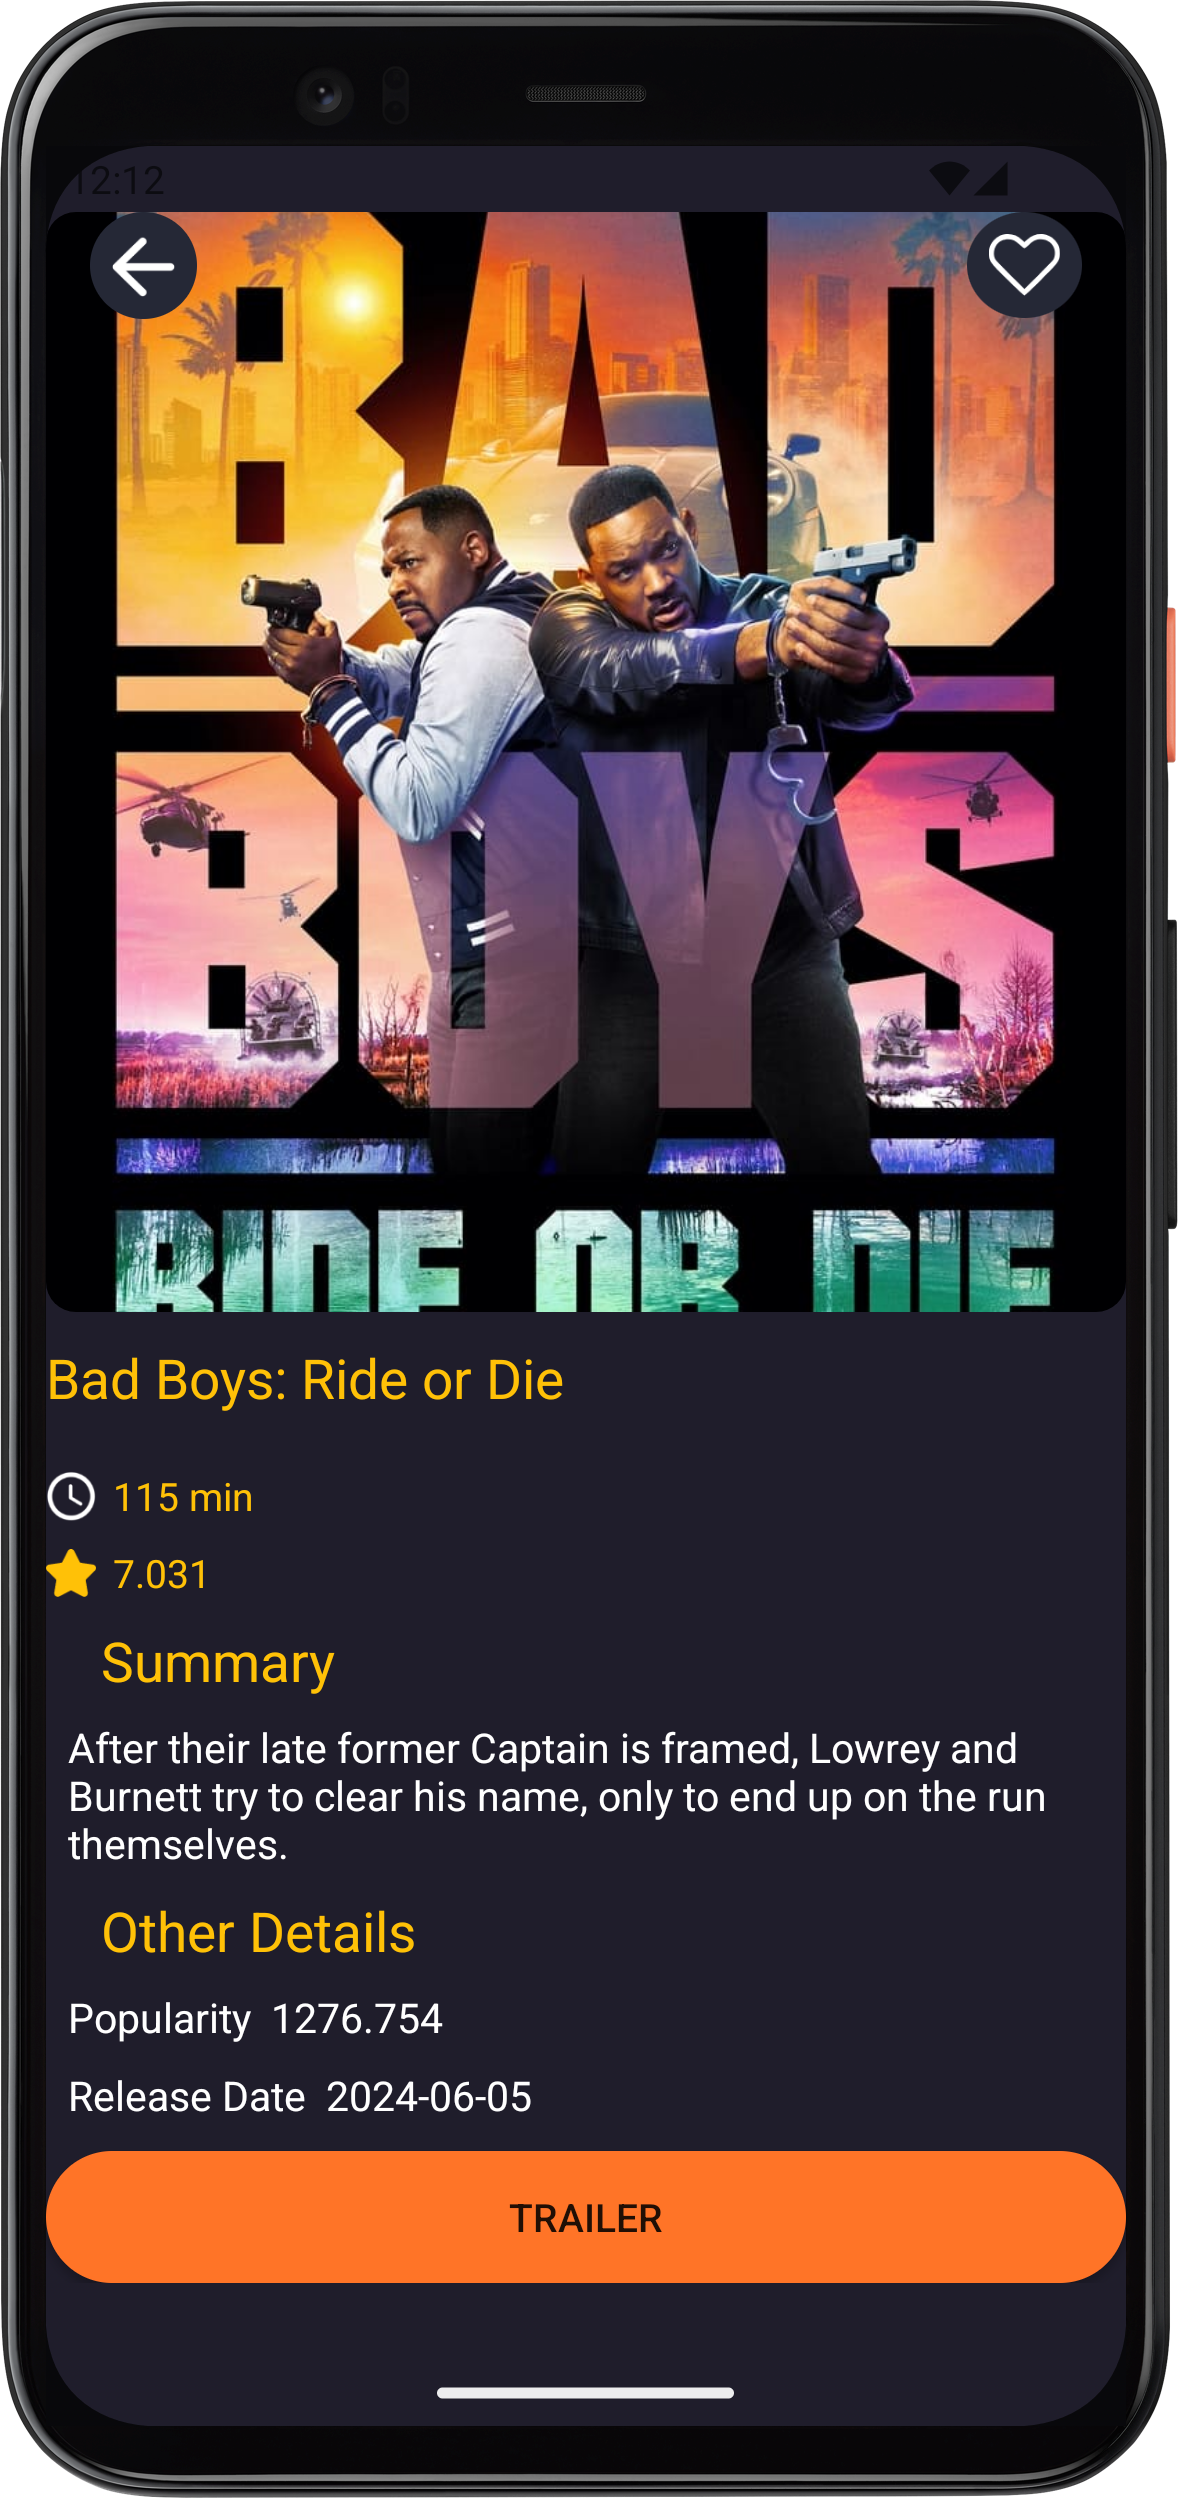 12:12
BAD
BOYS
RIDE OR DIE
Bad Boys: Ride or Die
115 min
7.031
Summary
After their late former Captain is framed, Lowrey and
Burnett try to clear his name, only to end up on the run
themselves.
Other Details
Popularity 1276.754
Release Date 2024-06-05
TRAILER